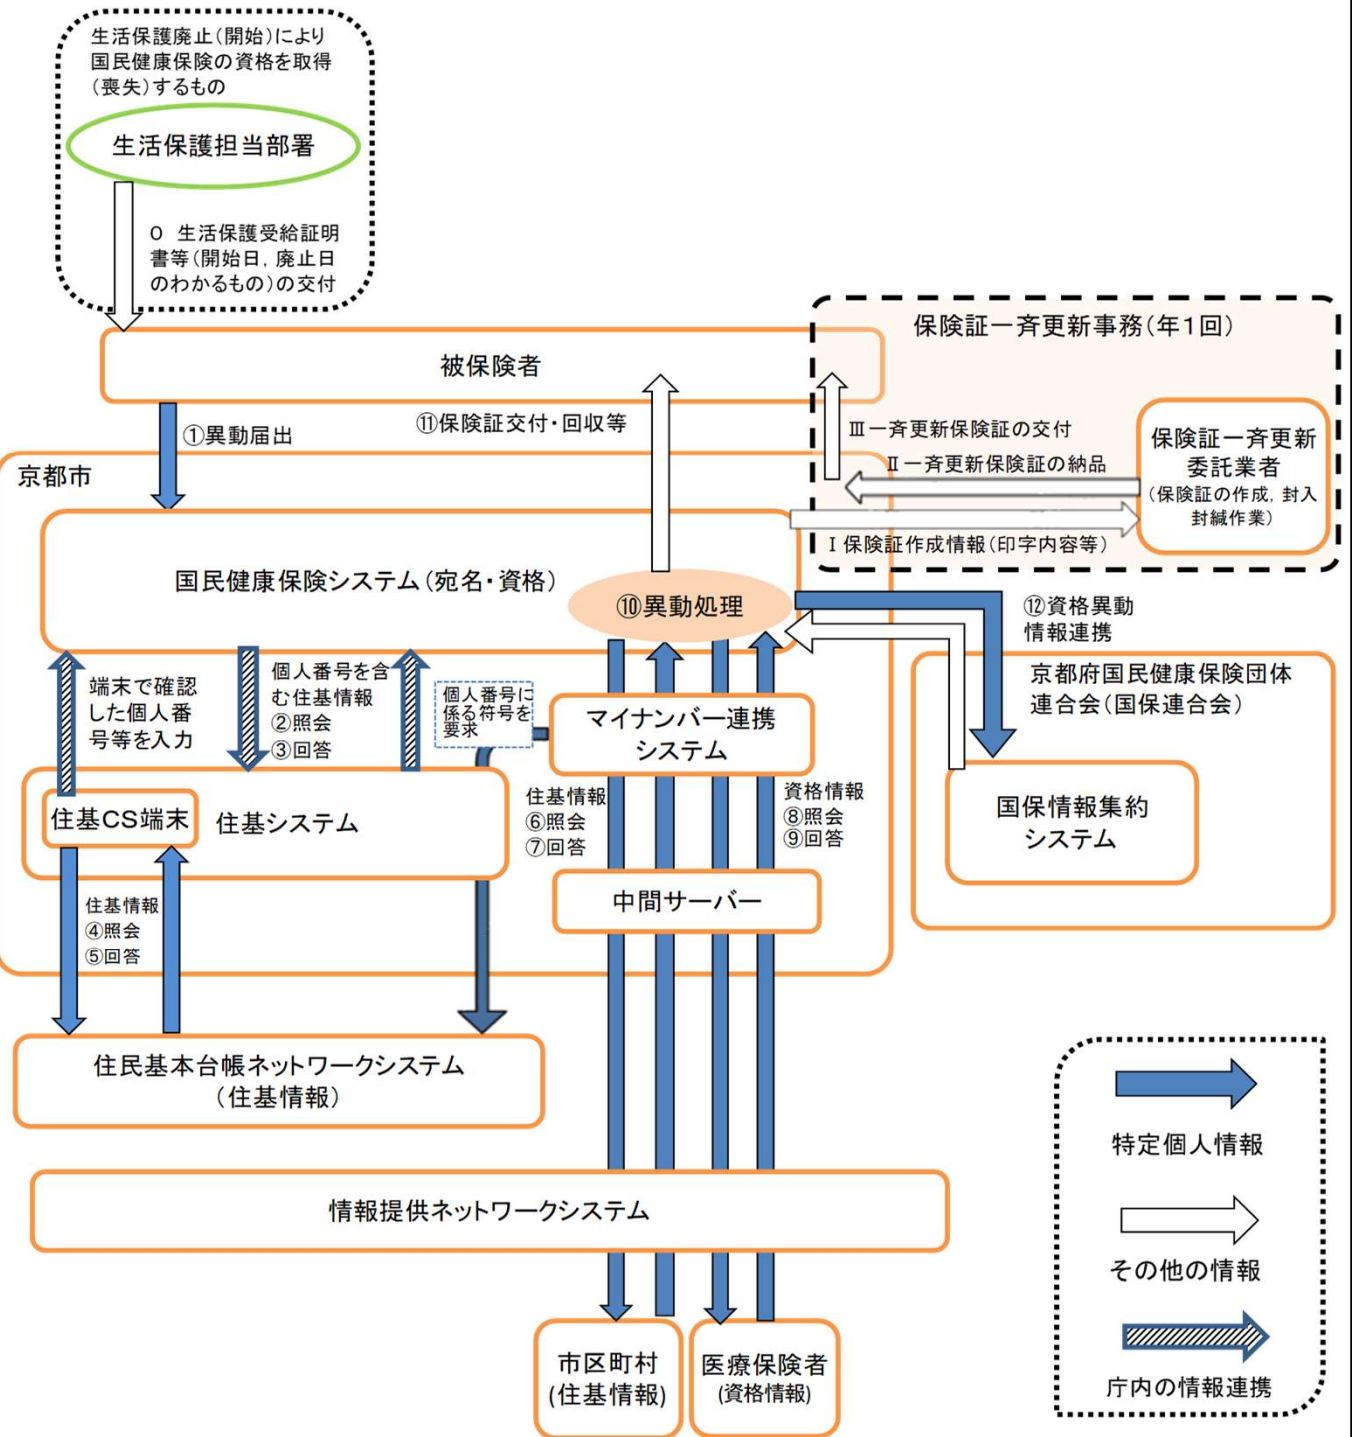 生活保護廃止(開始)により
国民健康保険の資格を取得
(喪失)するもの
生活保護担当部署
0 生活保護受給証明
書等(開始日, 廃止日
のわかるもの)の交付
被保険者
保険証一斉更新事務(年1回)
①異動届出
⑪保険証交付・回収等
Ⅲ一斉更新保険証の交付
Ⅱ一斉更新保険証の納品
Ⅰ保険証作成情報(印字内容等)
保険証一斉更新
委託業者
(保険証の作成, 封入
封緘作業)
京都市
国民健康保険システム(宛名・資格)
⑩異動処理
⑫資格異動
情報連携
京都府国民健康保険団体
連合会(国保連合会)
国保情報集約
システム
端末で確認
した個人番
号等を入力
個人番号を含
む住基情報
②照会
③回答
個人番号に
係る符号を
要求
マイナンバー連携
システム
住基CS端末
住基システム
住基情報
⑥照会
⑦回答
資格情報
⑧照会
⑨回答
中間サーバー
住基情報
④照会
⑤回答
住民基本台帳ネットワークシステム
(住基情報)
情報提供ネットワークシステム
市区町村
(住基情報)
医療保険者
(資格情報)
特定個人情報
その他の情報
庁内の情報連携